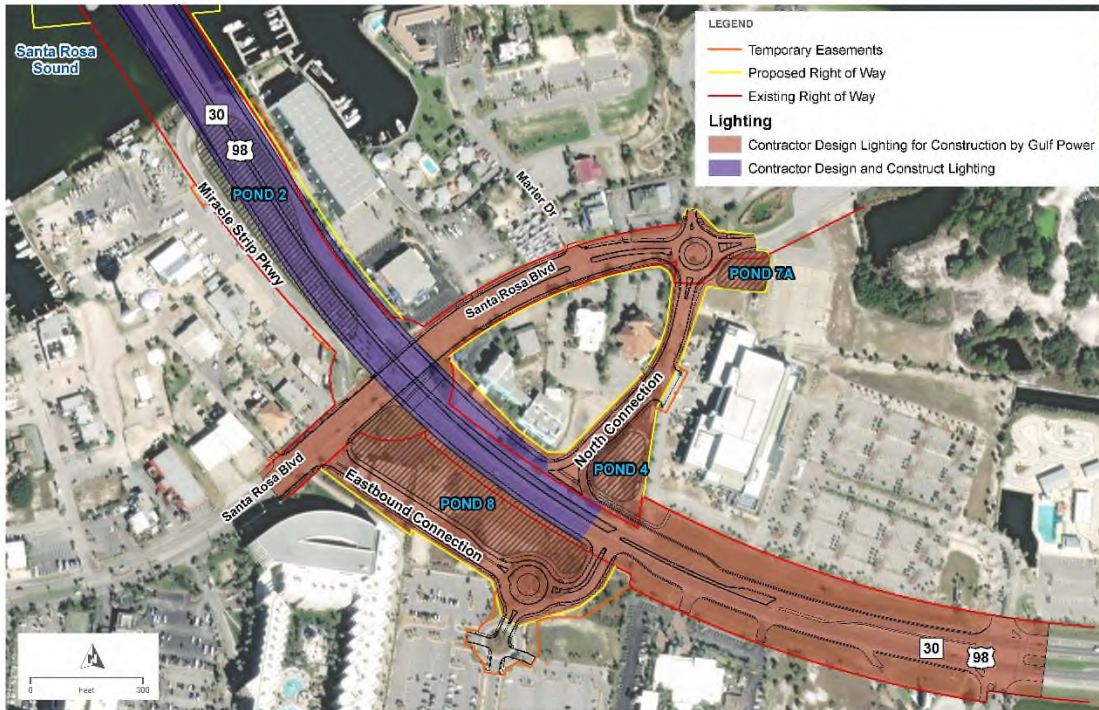 Santa Rosa
Sound
LEGEND
Temporary Easements
Proposed Right of Way
Existing Right of Way
Lighting
Contractor Design Lighting for Construction by Gulf Power
Contractor Design and Construct Lighting
30
98
POND 2
Miracle Strip Pkwy
Marler Dr
Santa Rosa Blvd
POND 7A
North Connection
POND 4
Santa Rosa Blvd
POND 8
Eastbound Connection
30
98
N
0
Feet
300